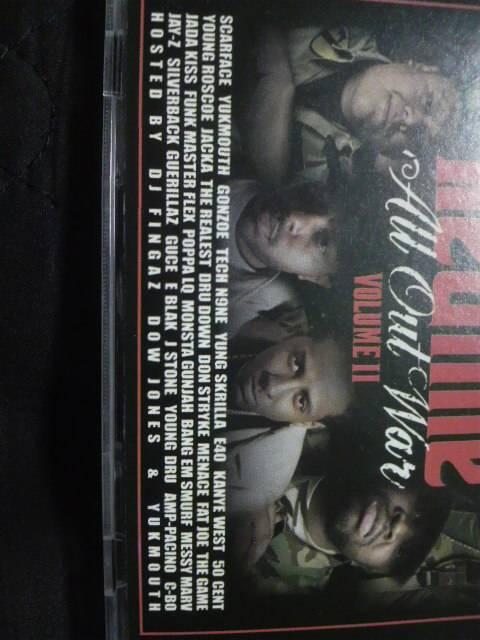 All Out War
VOLUME II
SCARFACE YUKMOUTH GONZOE TECH N9NE YUNG SKRILLA E40 KANYE WEST 50 CENT
YOUNG ROSCOE JACKA THE REALEST DRU DOWN DON STRYKE MENACE FAT JOE THE GAME
JADA KISS FUNK MASTER FLEX POPPA LQ MONSTA GUNJAH BANG EM SMURF MESSY MARV
JAY-Z SILVERBACK GUERILLAZ GUCE E BLAK J STONE YOUNG DRU AMP-PACINO C-BO
HOSTED BY DJ FINGAZ DOW JONES & YUKMOUTH